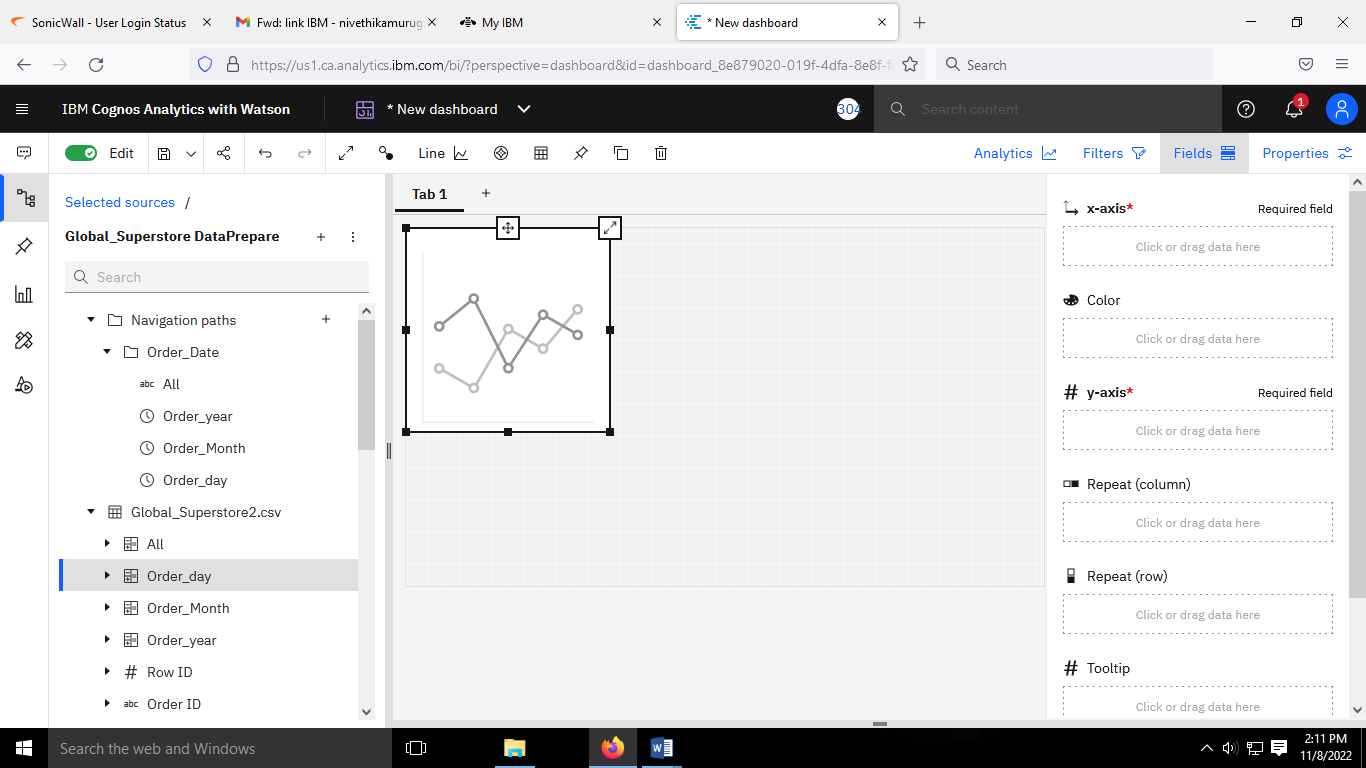 SonicWall - User Login Status
Fwd: link IBM - nivethikamurug
My IBM
* New dashboard
https://us1.ca.analytics.ibm.com/bi/?perspective=dashboard&id=dashboard_8e879020-019f-4dfa-8e8f-f
Search
IBM Cognos Analytics with Watson
* New dashboard
304
Search content
1
Edit
Line
Analytics
Filters
Fields
Properties
Selected sources /
Global_Superstore DataPrepare
Search
Navigation paths
Order_Date
abc All
Order_year
Order_Month
Order_day
Global_Superstore2.csv
All
Order_day
Order_Month
Order_year
# Row ID
abc Order ID
Tab 1
x-axis* Required field
Click or drag data here
Color
Click or drag data here
# y-axis* Required field
Click or drag data here
Repeat (column)
Click or drag data here
Repeat (row)
Click or drag data here
# Tooltip
Click or drag data here
Search the web and Windows
2:11 PM
11/8/2022